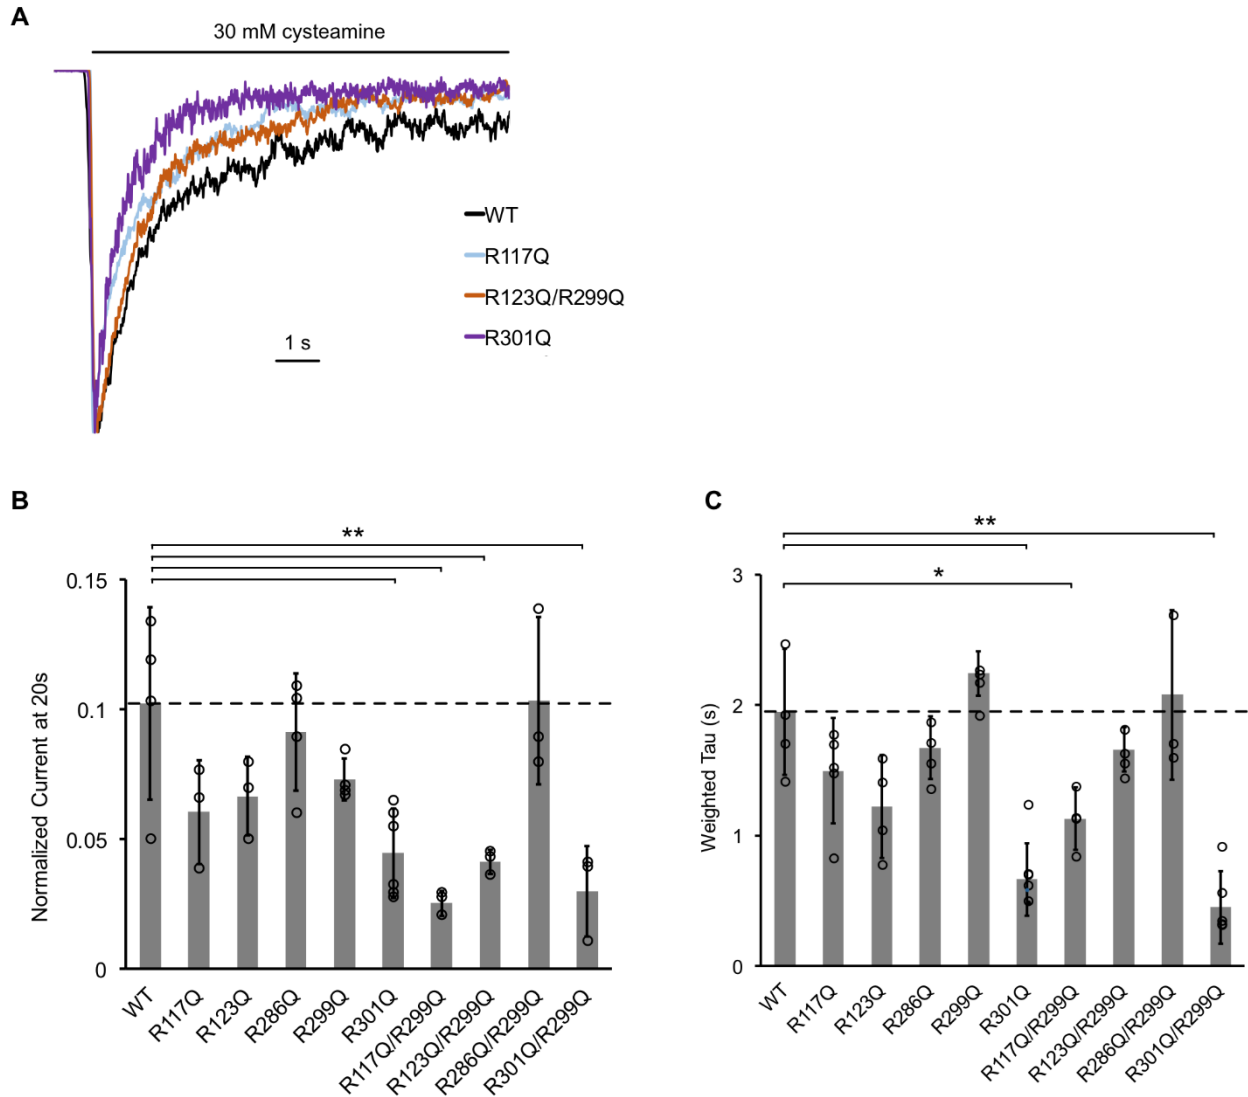 A
30 mM cysteamine
WT
R117Q
R123Q/R299Q
R301Q
1 s
B
**
0.15
0.1
0.05
0
Normalized Current at 20s
WT
R117Q
R123Q
R286Q
R299Q
R301Q
R117Q/R299Q
R123Q/R299Q
R286Q/R299Q
R301Q/R299Q
C
**
*
3
2
1
0
Weighted Tau (s)
WT
R117Q
R123Q
R286Q
R299Q
R301Q
R117Q/R299Q
R123Q/R299Q
R286Q/R299Q
R301Q/R299Q